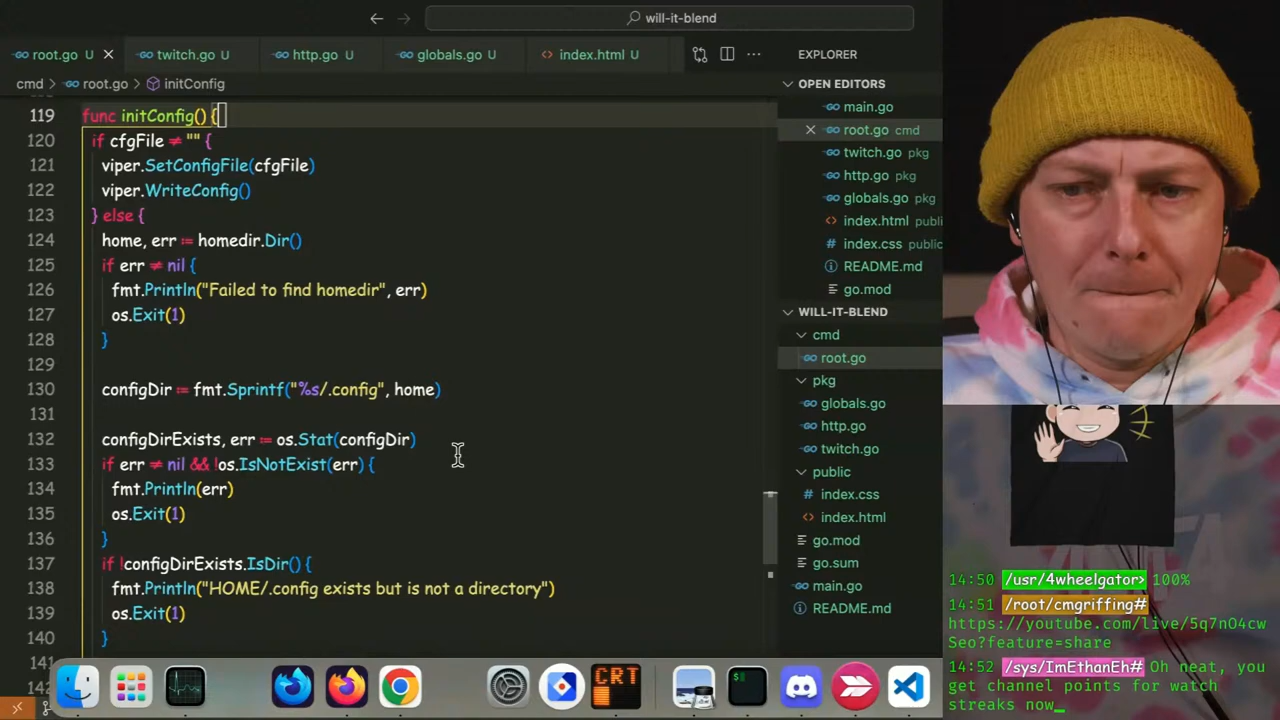 will-it-blend
root.go U
twitch.go U
http.go U
globals.go U
index.html U
cmd > root.go > initConfig
119 func initConfig() {
120 if cfgFile ≠ "" {
121 viper.SetConfigFile(cfgFile)
122 viper.WriteConfig()
123 } else {
124 home, err := homedir.Dir()
125 if err ≠ nil {
126 fmt.Println("Failed to find homedir", err)
127 os.Exit(1)
128 }
129
130 configDir := fmt.Sprintf("%s/.config", home)
131
132 configDirExists, err := os.Stat(configDir)
133 if err ≠ nil && !os.IsNotExist(err) {
134 fmt.Println(err)
135 os.Exit(1)
136 }
137 if !configDirExists.IsDir() {
138 fmt.Println("HOME/.config exists but is not a directory")
139 os.Exit(1)
140 }
141
EXPLORER
OPEN EDITORS
main.go
root.go cmd
twitch.go pkg
http.go pkg
globals.go pkg
index.html public
index.css public
README.md
go.mod
WILL-IT-BLEND
cmd
root.go
pkg
globals.go
http.go
twitch.go
public
index.css
index.html
go.mod
go.sum
main.go
README.md
CRT
14:50 /usr/4wheelgator> 100%
14:51 /root/cmgriffing#
https://youtube.com/live/5q7nO4cw
Seo?feature=share
14:52 /sys/ImEthanEh# Oh neat, you
get channel points for watch
streaks now_